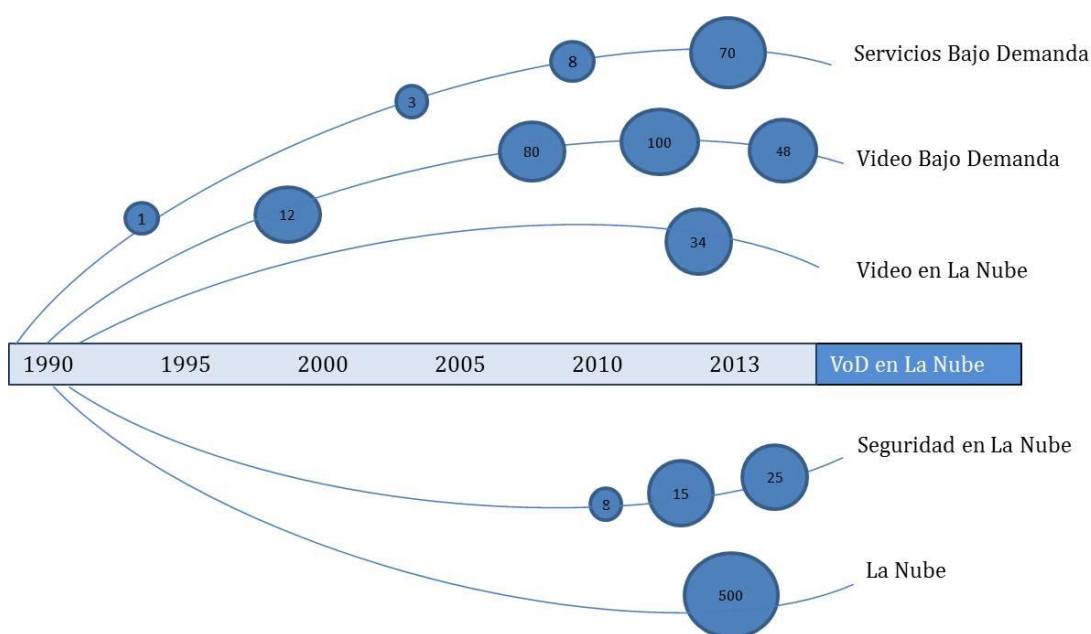 70
Servicios Bajo Demanda
8
3
80
100
48
Video Bajo Demanda
1
12
34
Video en La Nube
1990 1995 2000 2005 2010 2013 VoD en La Nube
Seguridad en La Nube
8
15
25
La Nube
500